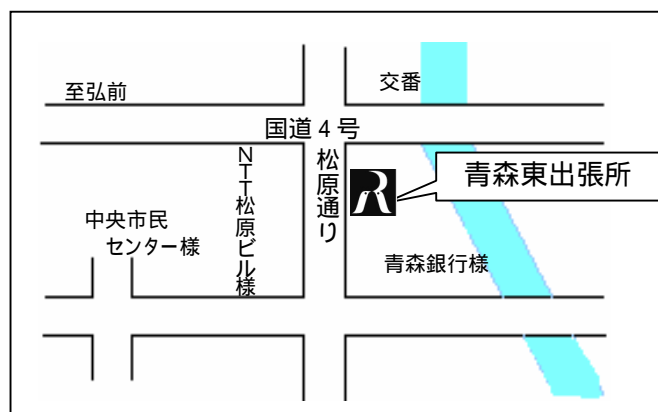 至弘前
交番
国道4号
NTT松原ビル様
松原通り
青森東出張所
中央市民
センター様
青森銀行様